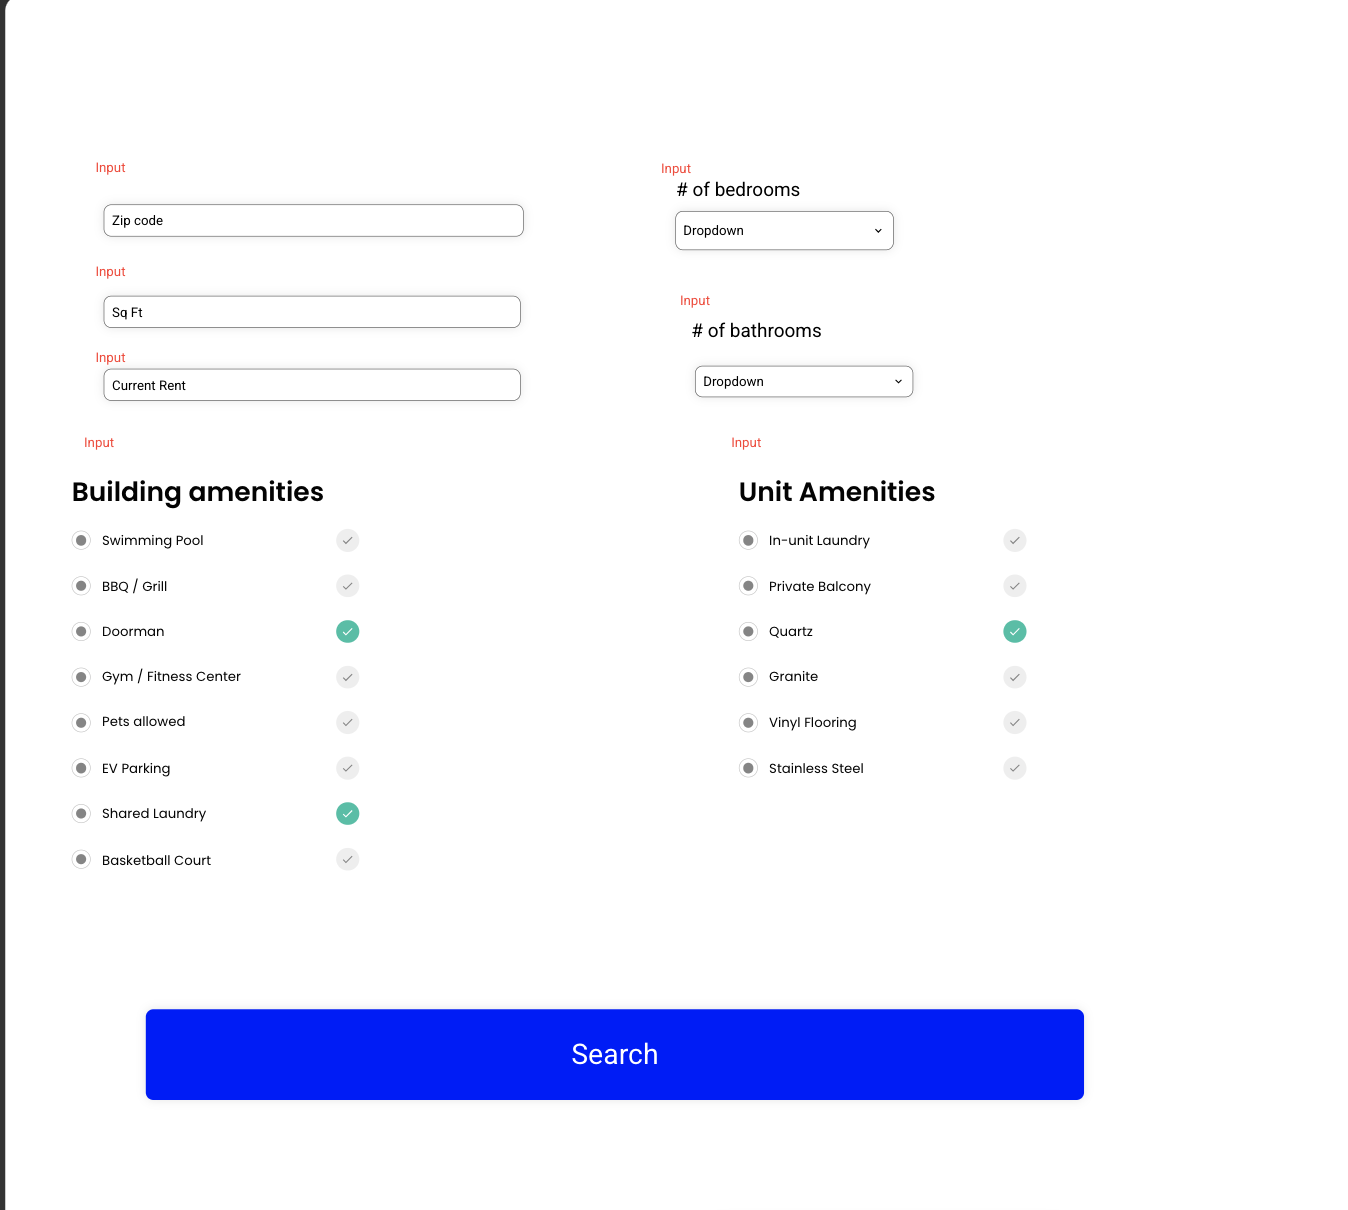 Input
Zip code
Input
Sq Ft
Input
Current Rent
Input
# of bedrooms
Dropdown
Input
# of bathrooms
Dropdown
Input
Building amenities
Swimming Pool
BBQ / Grill
Doorman
Gym / Fitness Center
Pets allowed
EV Parking
Shared Laundry
Basketball Court
Input
Unit Amenities
In-unit Laundry
Private Balcony
Quartz
Granite
Vinyl Flooring
Stainless Steel
Search